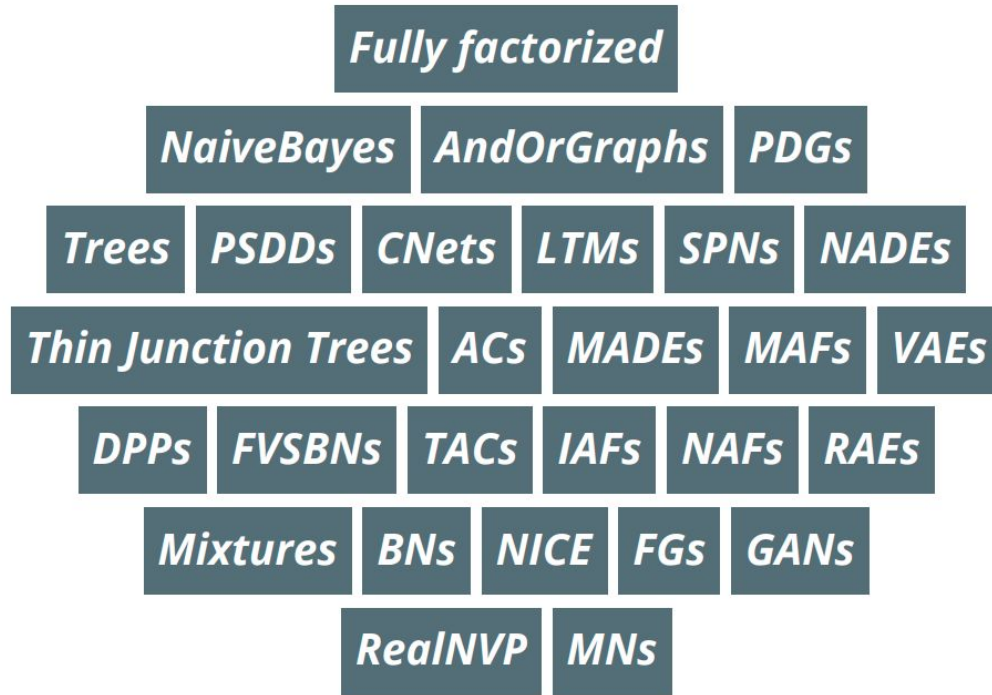 Fully factorized
NaiveBayes AndOrGraphs PDGs
Trees PSDDs CNets LTMs SPNs NADEs
Thin Junction Trees ACs MADEs MAFs VAEs
DPPs FVSBNs TACs IAFs NAFs RAEs
Mixtures BNs NICE FGs GANs
RealNVP MNs